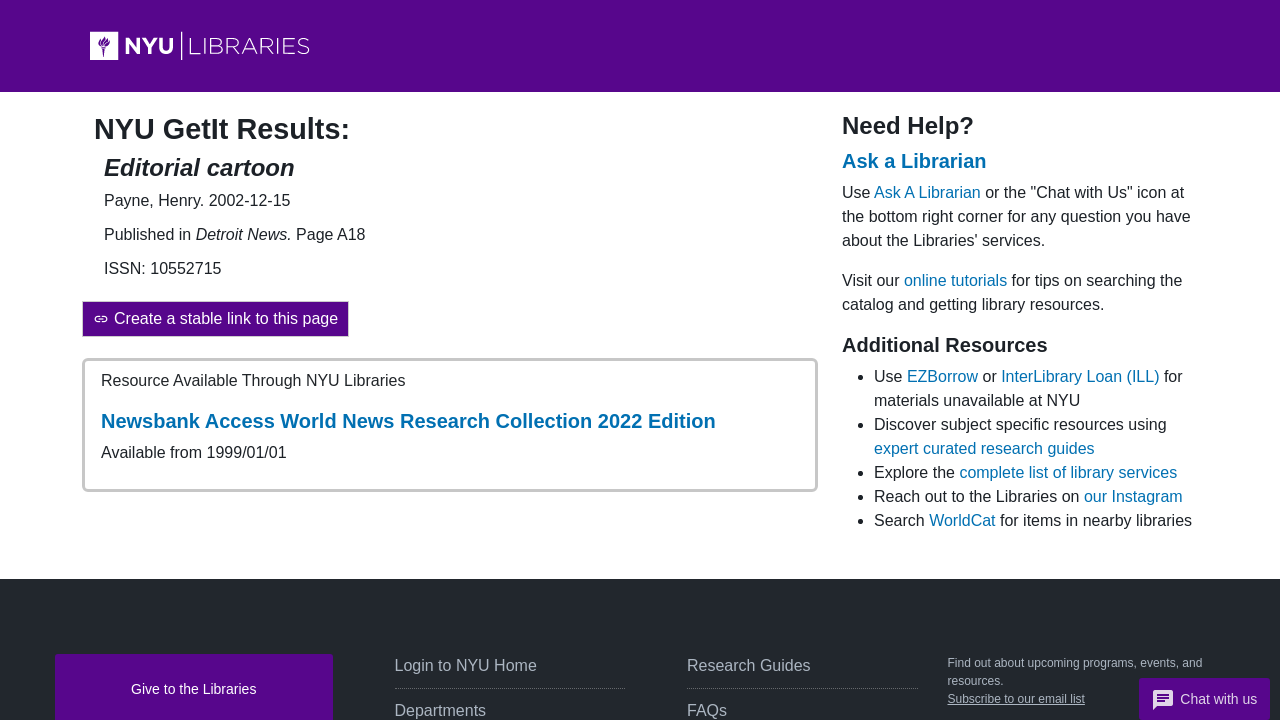 NYU LIBRARIES
NYU GetIt Results:
Editorial cartoon
Payne, Henry. 2002-12-15
Published in Detroit News. Page A18
ISSN: 10552715
Create a stable link to this page
Resource Available Through NYU Libraries
Newsbank Access World News Research Collection 2022 Edition
Available from 1999/01/01
Need Help?
Ask a Librarian
Use Ask A Librarian or the "Chat with Us" icon at
the bottom right corner for any question you have
about the Libraries' services.
Visit our online tutorials for tips on searching the
catalog and getting library resources.
Additional Resources
Use EZBorrow or InterLibrary Loan (ILL) for
materials unavailable at NYU
Discover subject specific resources using
expert curated research guides
Explore the complete list of library services
Reach out to the Libraries on our Instagram
Search WorldCat for items in nearby libraries
Give to the Libraries
Login to NYU Home
Departments
Research Guides
FAQs
Find out about upcoming programs, events, and
resources.
Subscribe to our email list
Chat with us